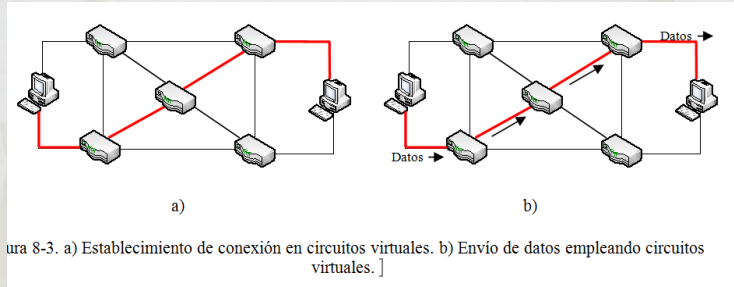 Datos
Datos
a)
b)
ura 8-3. a) Establecimiento de conexión en circuitos virtuales. b) Envío de datos empleando circuitos
virtuales. ]